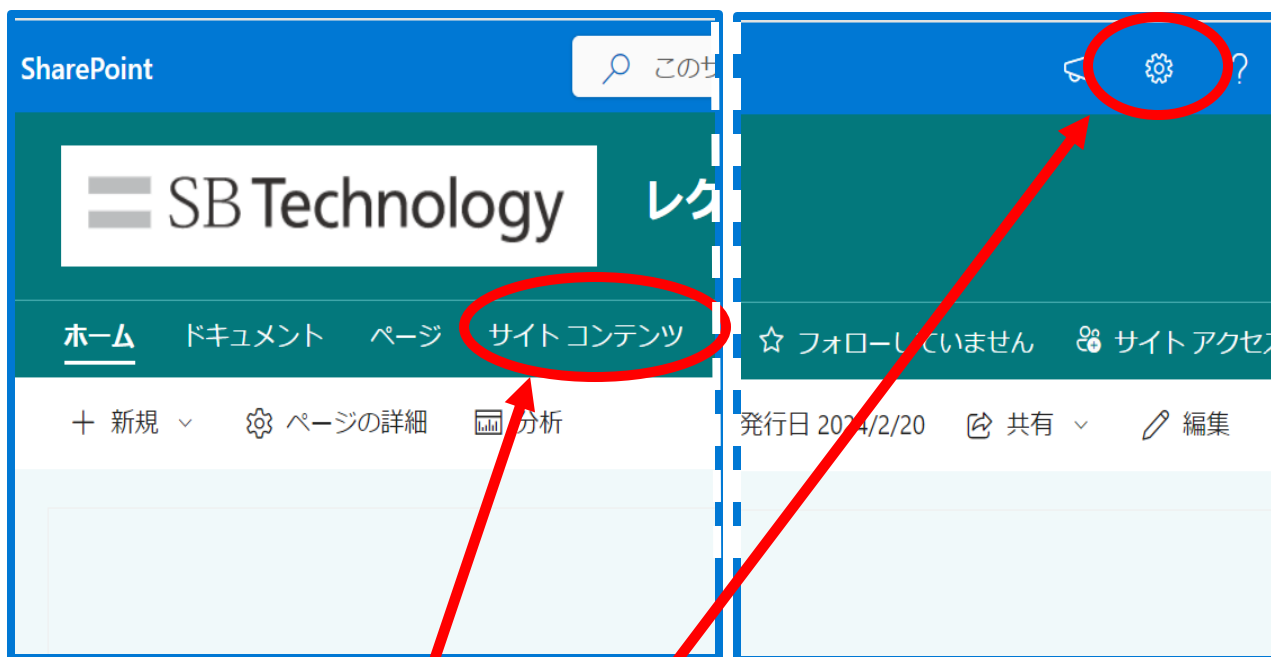 SharePoint
このサ
?
SB Technology
レク
ホーム ドキュメント ページ サイト コンテンツ
☆ フォローしていません サイト アクセス
+ 新規 ページの詳細 分析
発行日 2024/2/20 共有 編集